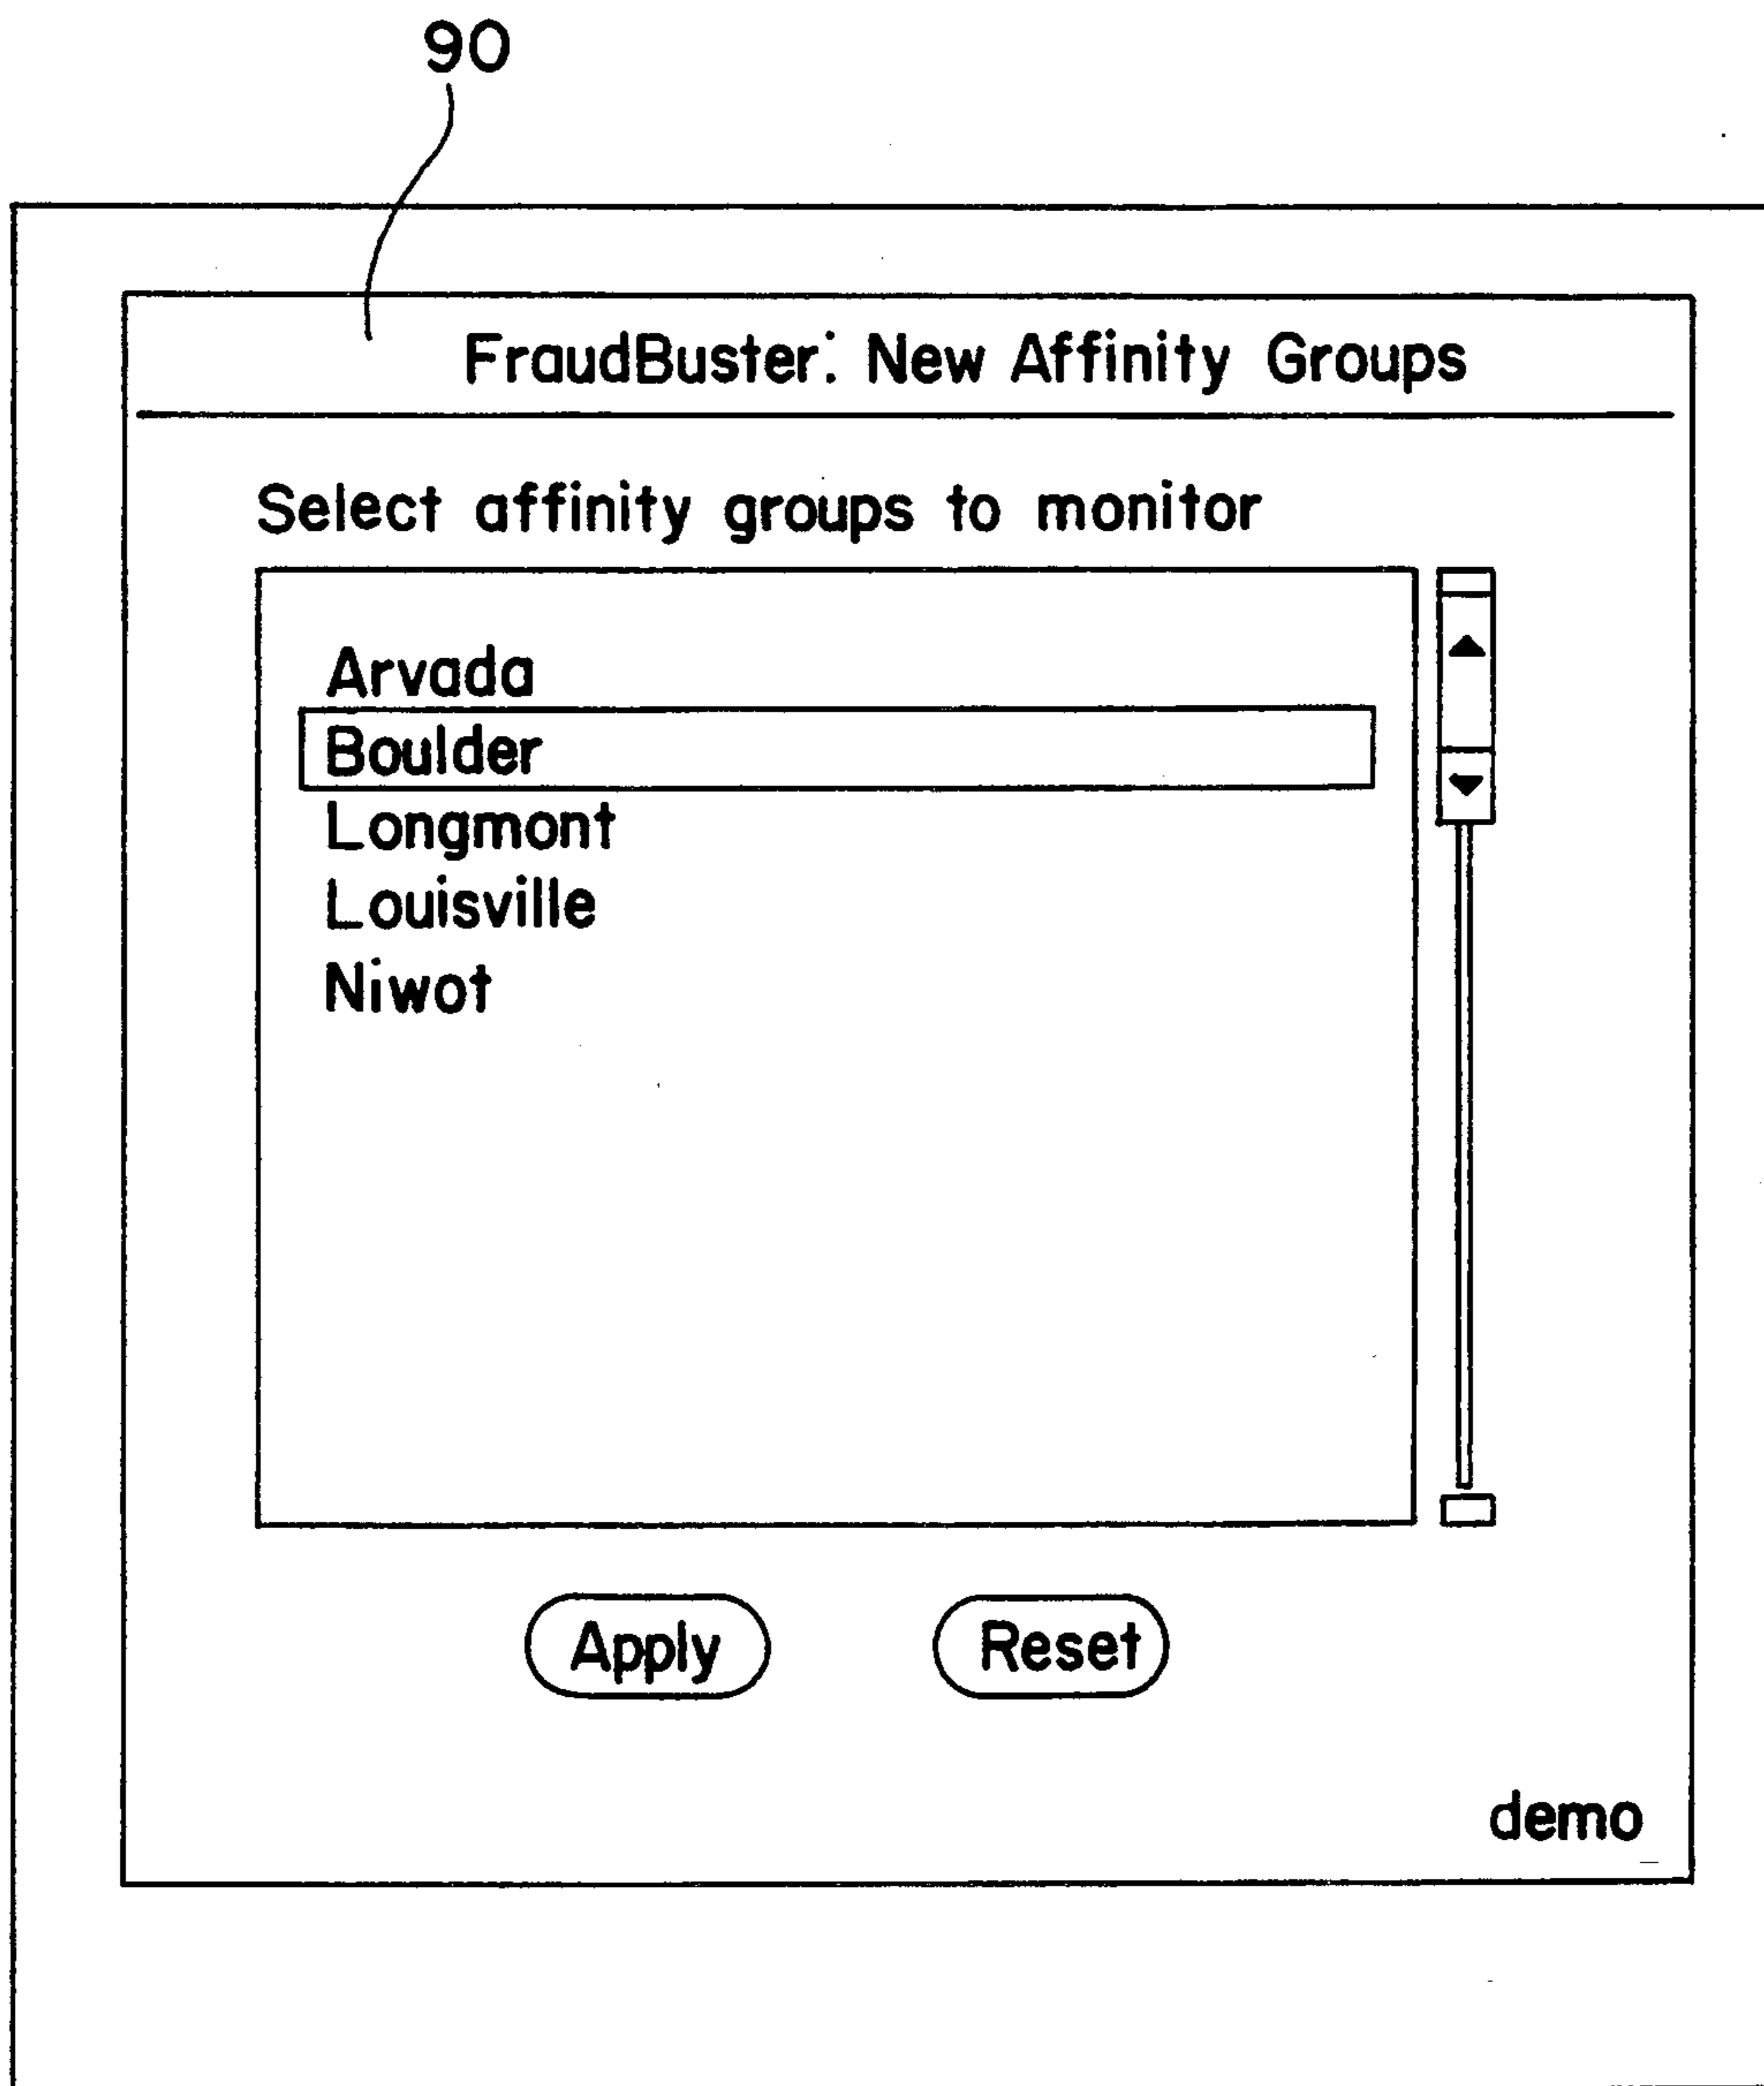 90
FraudBuster: New Affinity Groups
Select affinity groups to monitor
Arvada
Boulder
Longmont
Louisville
Niwot
Apply Reset
demo